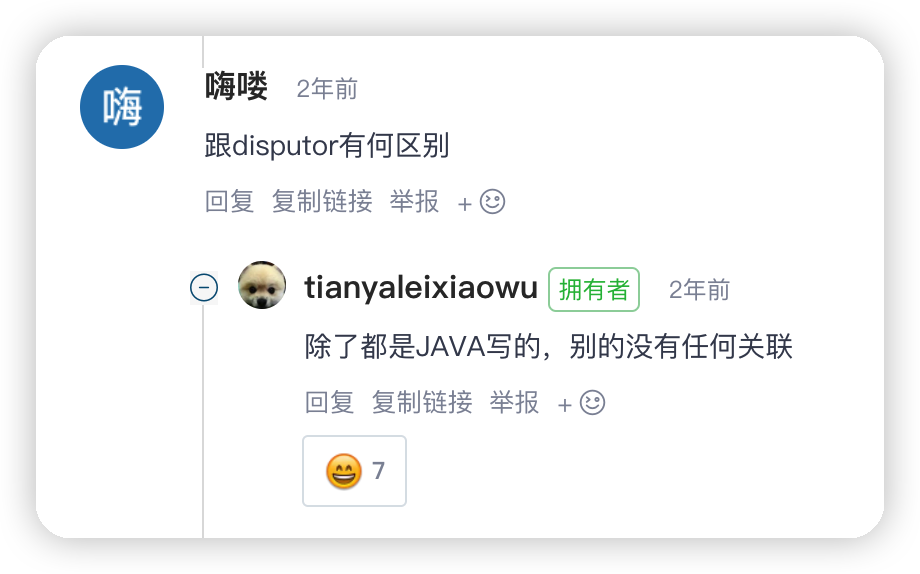 嗨
嗨喽 2年前
跟disputor有何区别
回复 复制链接 举报 +
tianyaleixiaowu 拥有者 2年前
除了都是JAVA写的，别的没有任何关联
回复 复制链接 举报 +
😄 7